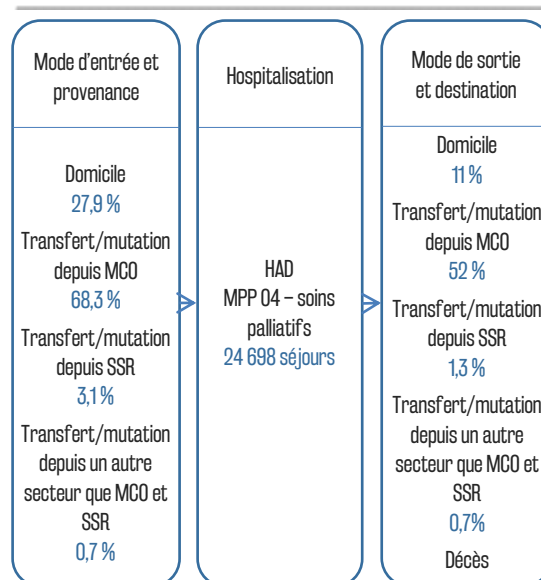 Mode d'entrée et
provenance
Domicile
27,9 %
Transfert/mutation
depuis MCO
68,3 %
Transfert/mutation
depuis SSR
3,1 %
Transfert/mutation
depuis un autre
secteur que MCO et
SSR
0,7 %
Hospitalisation
HAD
MPP 04 – soins
palliatifs
24 698 séjours
Mode de sortie
et destination
Domicile
11 %
Transfert/mutation
depuis MCO
52 %
Transfert/mutation
depuis SSR
1,3 %
Transfert/mutation
depuis un autre
secteur que MCO et
SSR
0,7%
Décès